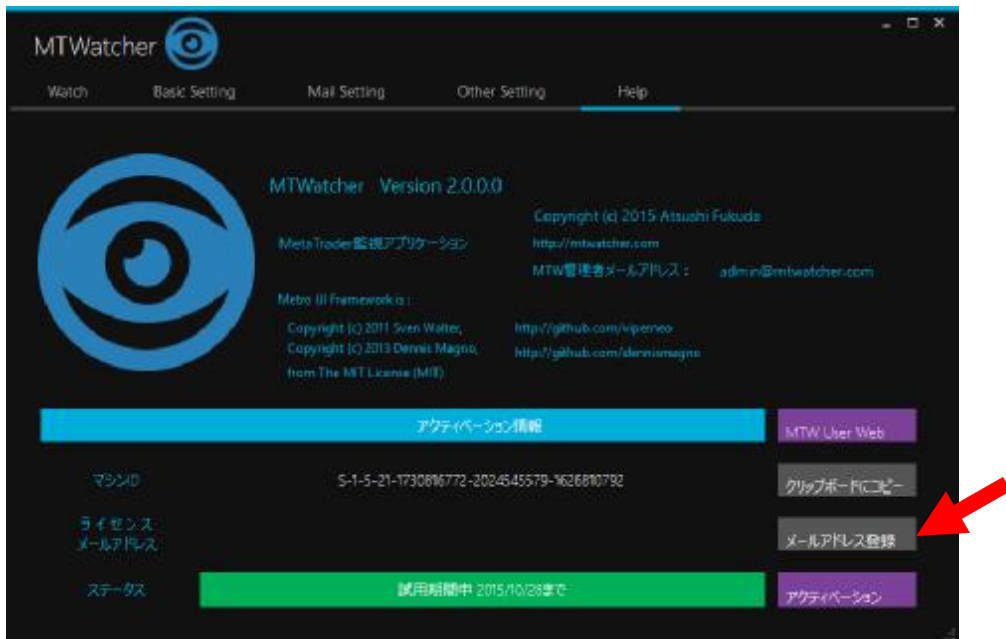 MTWatcher
Watch Basic Setting Mail Setting Other Setting Help
MTWatcher Version 2.0.0.0
Copyright (c) 2015 Atsushi Fukuda
MetaTrader監視アプリケーション http://mtwatcher.com
MTW管理者メールアドレス： admin@mtwatcher.com
Metro UI Framework is :
Copyright (c) 2011 Sven Walter, http://github.com/viperneo
Copyright (c) 2013 Dennis Magno, http://github.com/dennismagno
from The MIT License (MIT)
アクティベーション情報 MTW User Web
マシンID S-1-5-21-1730816772-2024545579-1626810792 クリップボードにコピー
ライセンス
メールアドレス メールアドレス登録
ステータス 試用期間中 2015/10/28まで アクティベーション